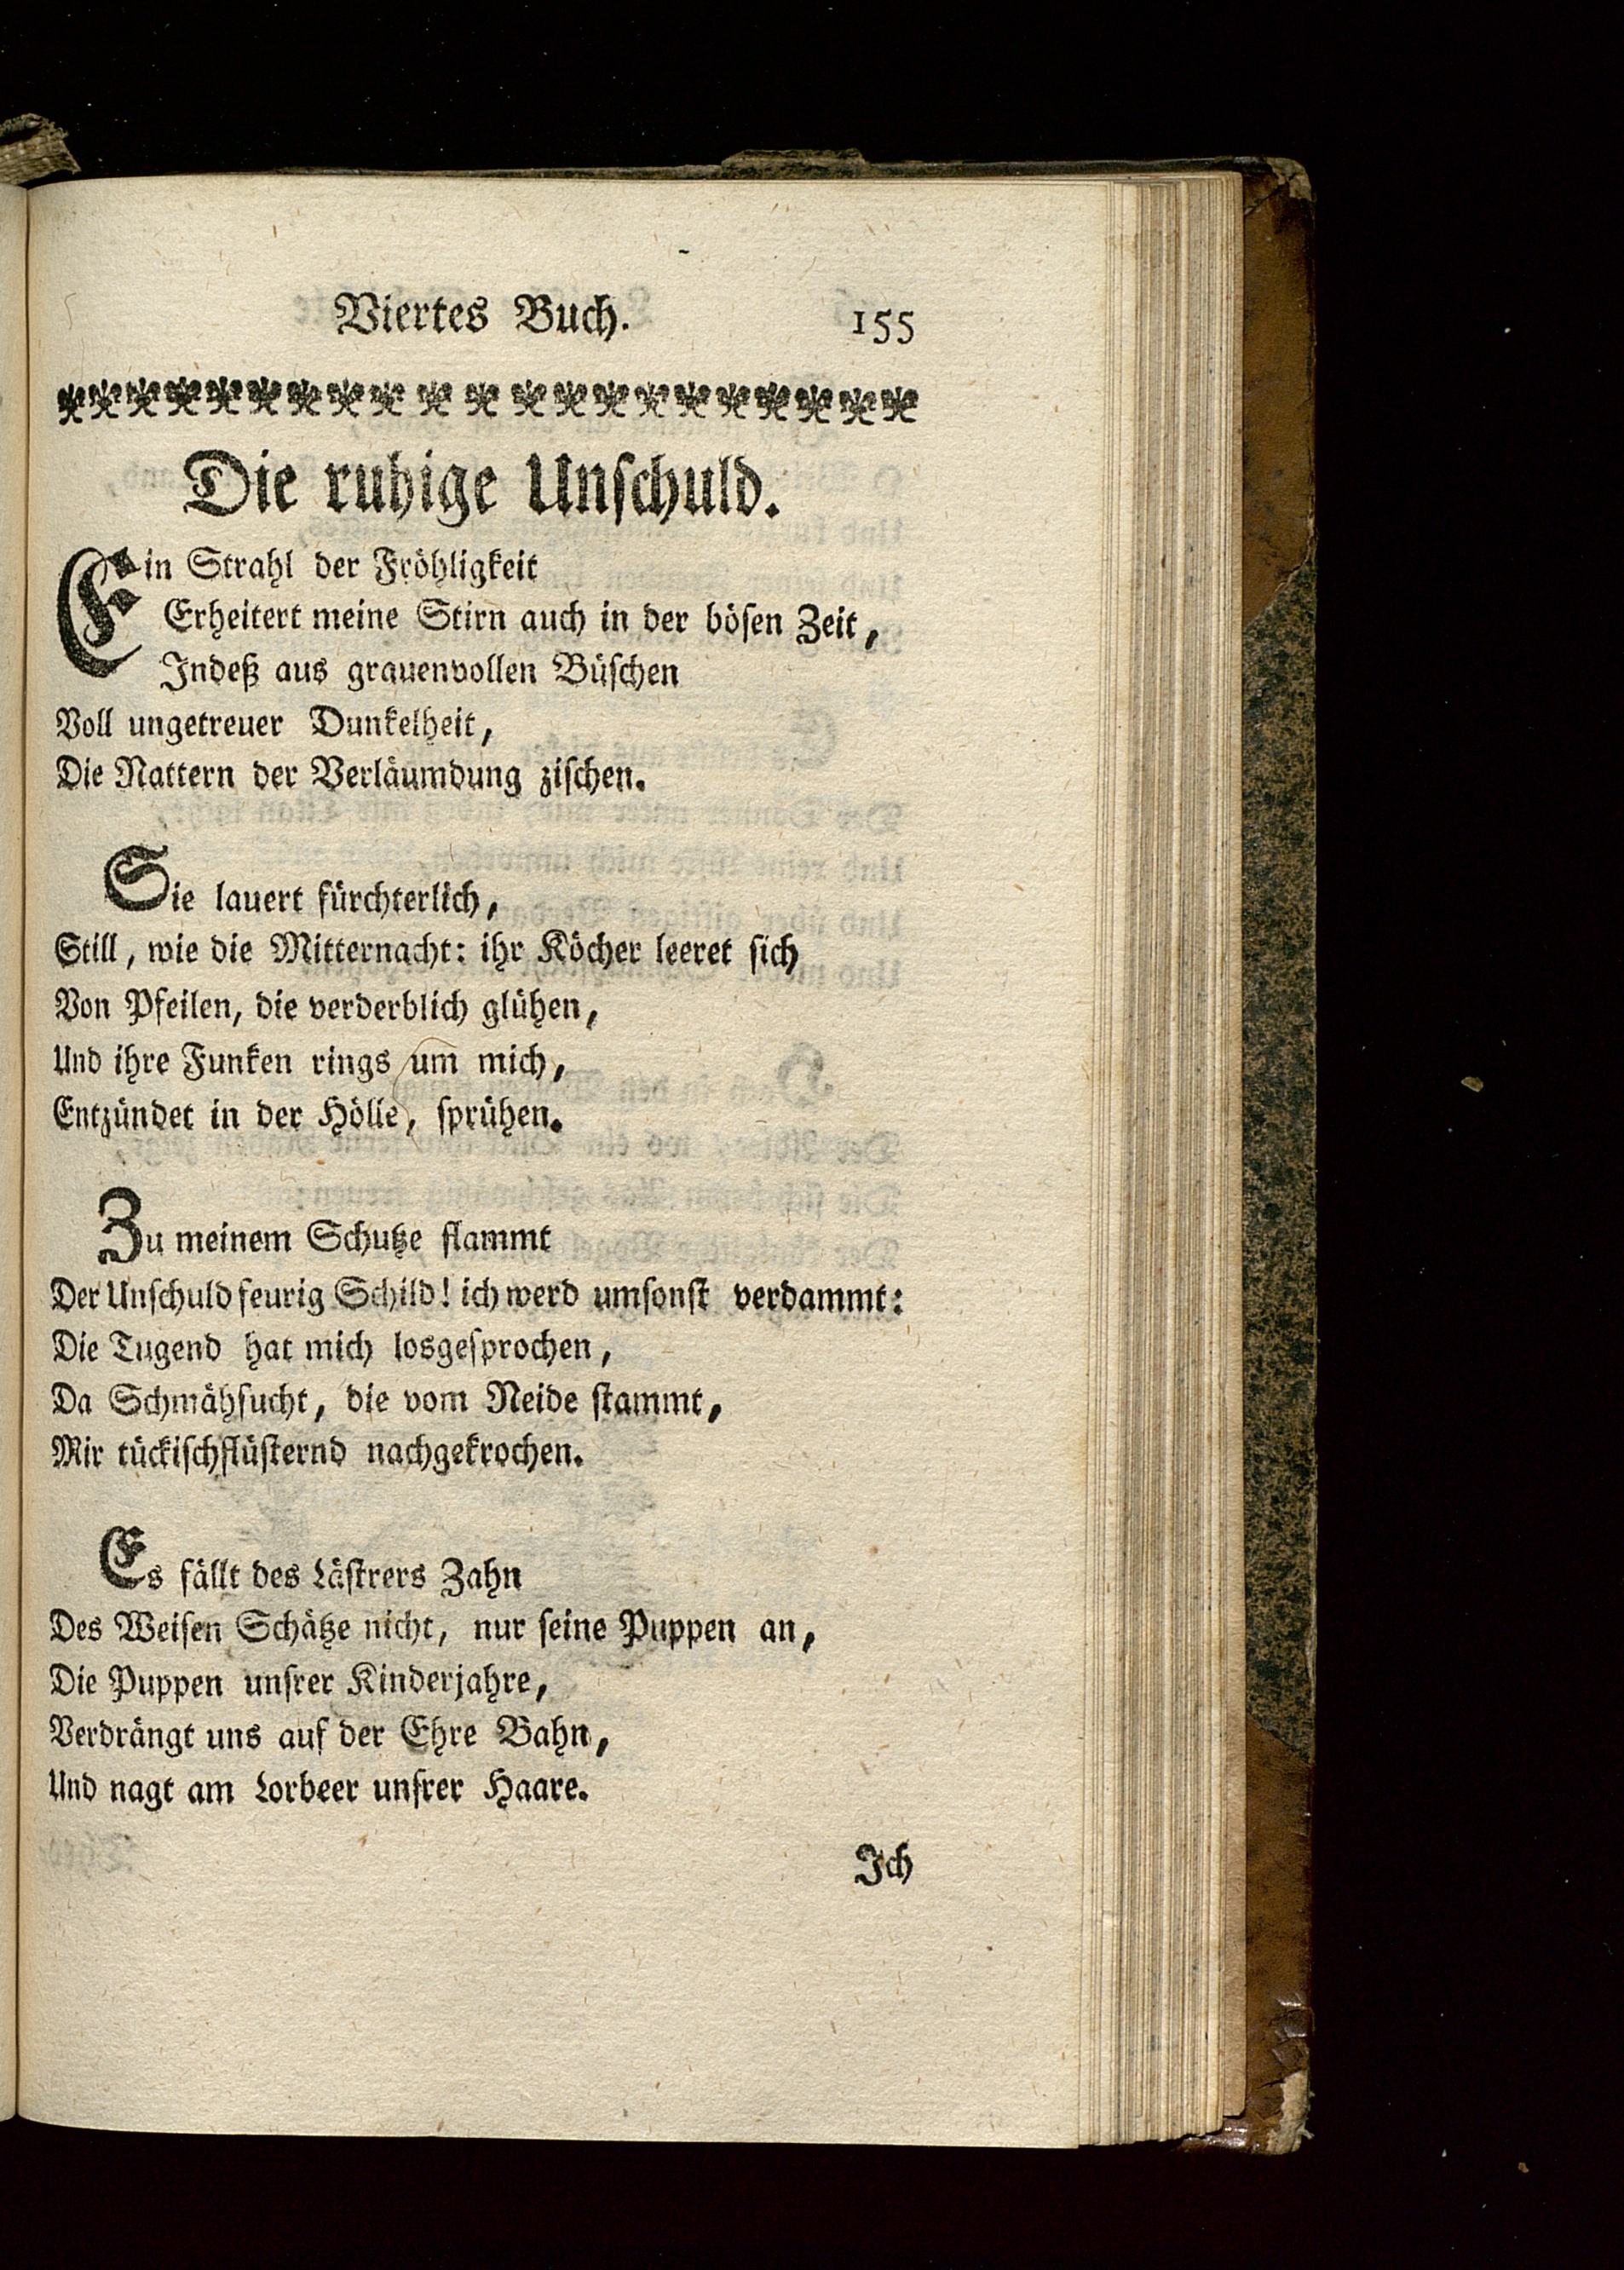 Viertes Buch. 155
Die ruhige Unſchuld.
Ein Strahl der Fröhligkeit
Erheitert meine Stirn auch in der böſen Zeit,
Indeß aus grauenvollen Büſchen
Voll ungetreuer Dunkelheit,
Die Nattern der Verläumdung ziſchen.
Sie lauert fürchterlich,
Still, wie die Mitternacht: ihr Köcher leeret ſich
Von Pfeilen, die verderblich glühen,
Und ihre Funken rings um mich,
Entzündet in der Hölle, ſprühen.
Zu meinem Schutze flammt
Der Unſchuld feurig Schild! ich werd umſonſt verdammt:
Die Tugend hat mich losgeſprochen,
Da Schmähſucht, die vom Neide ſtammt,
Mir tückiſchflüſternd nachgekrochen.
Es fällt des Läſtrers Zahn
Des Weiſen Schätze nicht, nur ſeine Puppen an,
Die Puppen unſrer Kinderjahre,
Verdrängt uns auf der Ehre Bahn,
Und nagt am Lorbeer unſrer Haare.
Ich